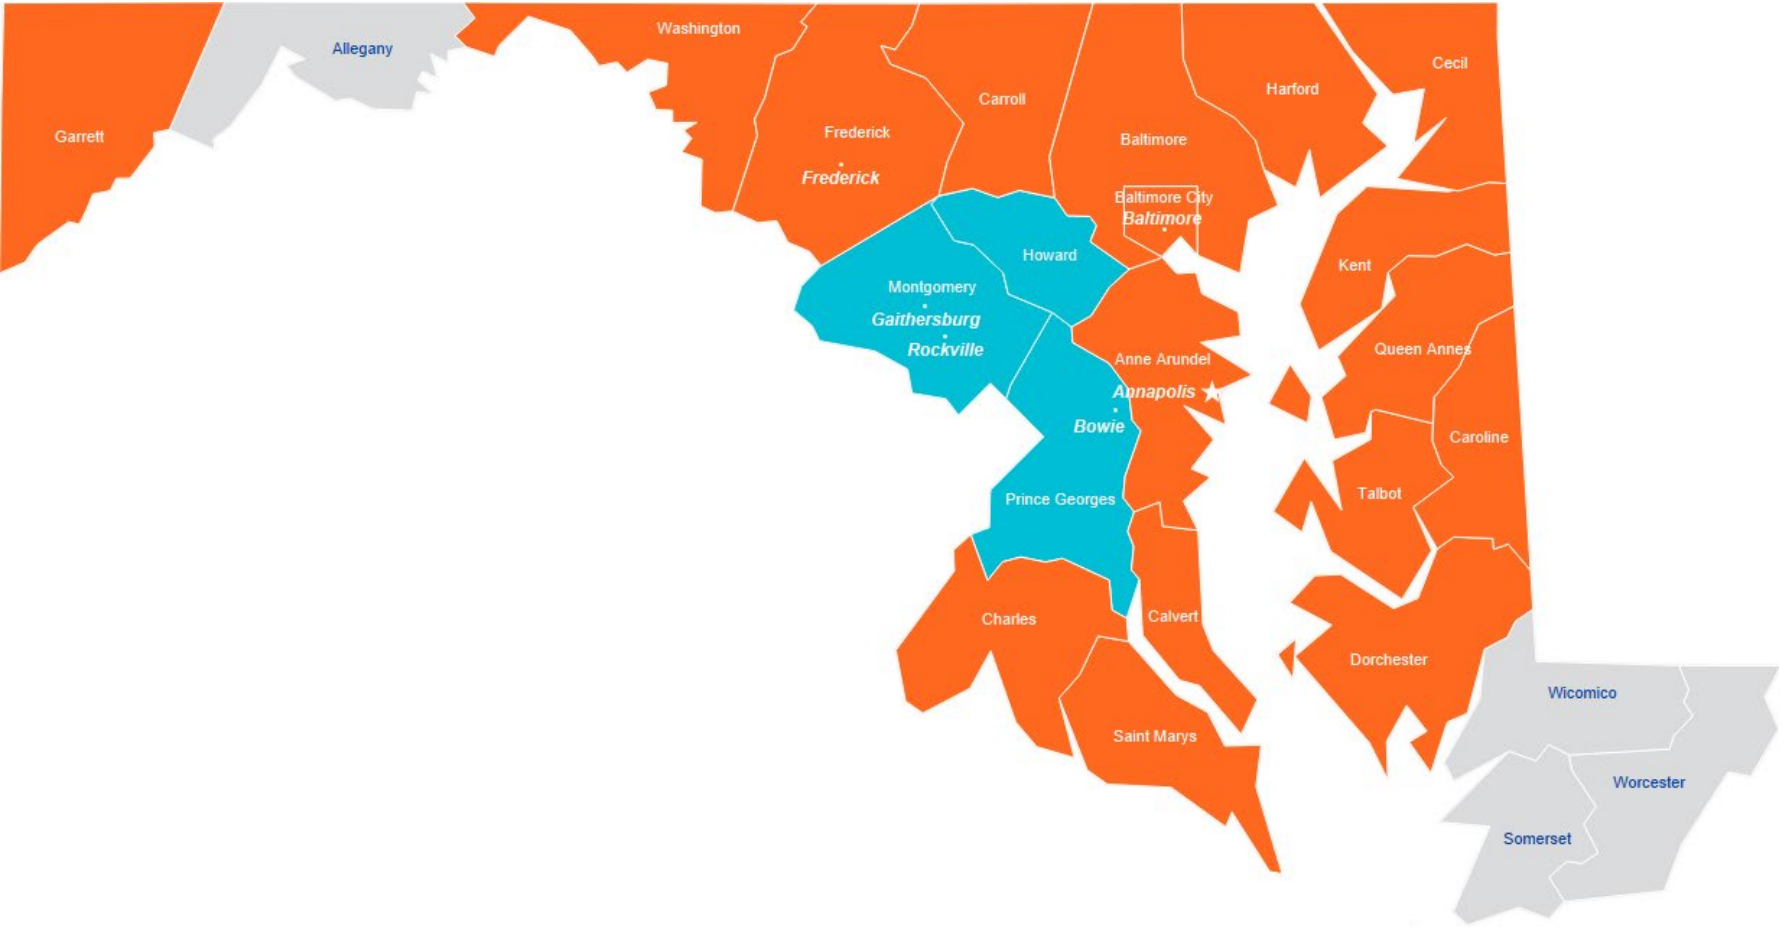 Washington
Allegany
Cecil
Harford
Carroll
Garrett
Frederick
Baltimore
Frederick
Baltimore City
Baltimore
Howard
Kent
Montgomery
Gaithersburg
Rockville
Queen Annes
Anne Arundel
Annapolis
Bowie
Caroline
Talbot
Prince Georges
Calvert
Charles
Dorchester
Wicomico
Saint Marys
Worcester
Somerset